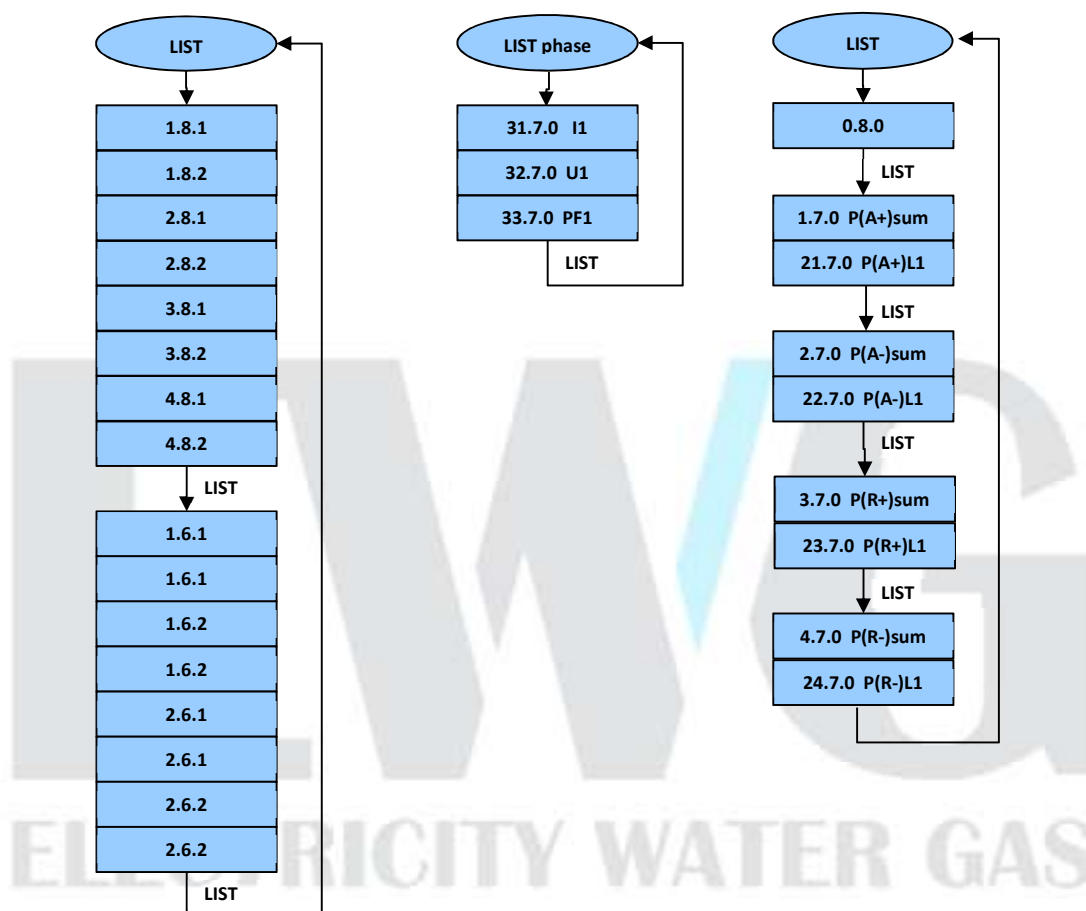 LIST
1.8.1
1.8.2
2.8.1
2.8.2
3.8.1
3.8.2
4.8.1
4.8.2
LIST
1.6.1
1.6.1
1.6.2
1.6.2
2.6.1
2.6.1
2.6.2
2.6.2
LIST
LIST phase
31.7.0 I1
32.7.0 U1
33.7.0 PF1
LIST
LIST
0.8.0
LIST
1.7.0 P(A+)sum
21.7.0 P(A+)L1
LIST
2.7.0 P(A-)sum
22.7.0 P(A-)L1
LIST
3.7.0 P(R+)sum
23.7.0 P(R+)L1
LIST
4.7.0 P(R-)sum
24.7.0 P(R-)L1
EWG
ELECTRICITY WATER GAS